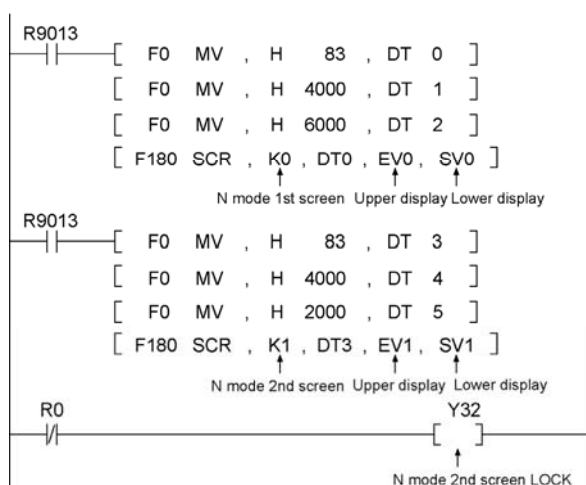 R9013
[ F0 MV , H 83 , DT 0 ]
[ F0 MV , H 4000 , DT 1 ]
[ F0 MV , H 6000 , DT 2 ]
[ F180 SCR , K0 , DT0 , EV0 , SV0 ]
N mode 1st screen Upper display Lower display
R9013
[ F0 MV , H 83 , DT 3 ]
[ F0 MV , H 4000 , DT 4 ]
[ F0 MV , H 2000 , DT 5 ]
[ F180 SCR , K1 , DT3 , EV1 , SV1 ]
N mode 2nd screen Upper display Lower display
R0 Y32
[ ]
N mode 2nd screen LOCK